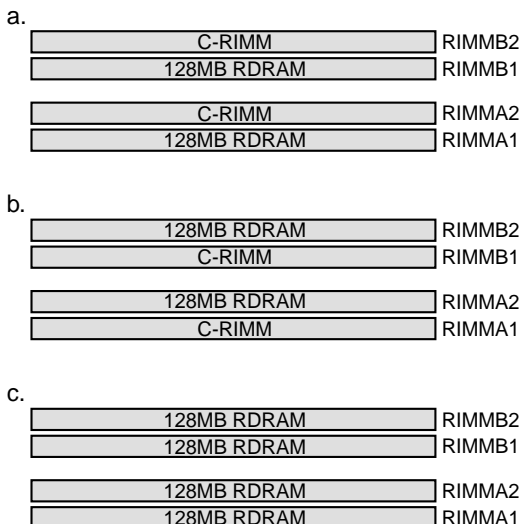 a.
C-RIMM RIMMB2
128MB RDRAM RIMMB1
C-RIMM RIMMA2
128MB RDRAM RIMMA1
b.
128MB RDRAM RIMMB2
C-RIMM RIMMB1
128MB RDRAM RIMMA2
C-RIMM RIMMA1
c.
128MB RDRAM RIMMB2
128MB RDRAM RIMMB1
128MB RDRAM RIMMA2
128MB RDRAM RIMMA1